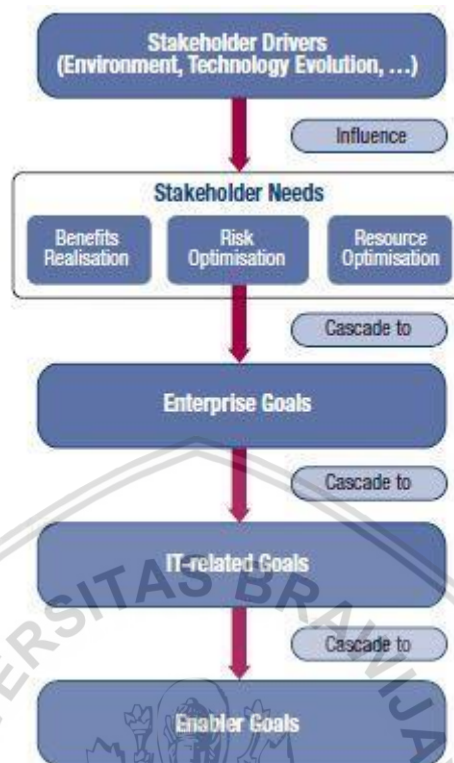 Stakeholder Drivers
(Environment, Technology Evolution, …)
Influence
Stakeholder Needs
Benefits
Realisation
Risk
Optimisation
Resource
Optimisation
Cascade to
Enterprise Goals
Cascade to
IT-related Goals
Cascade to
Enabler Goals